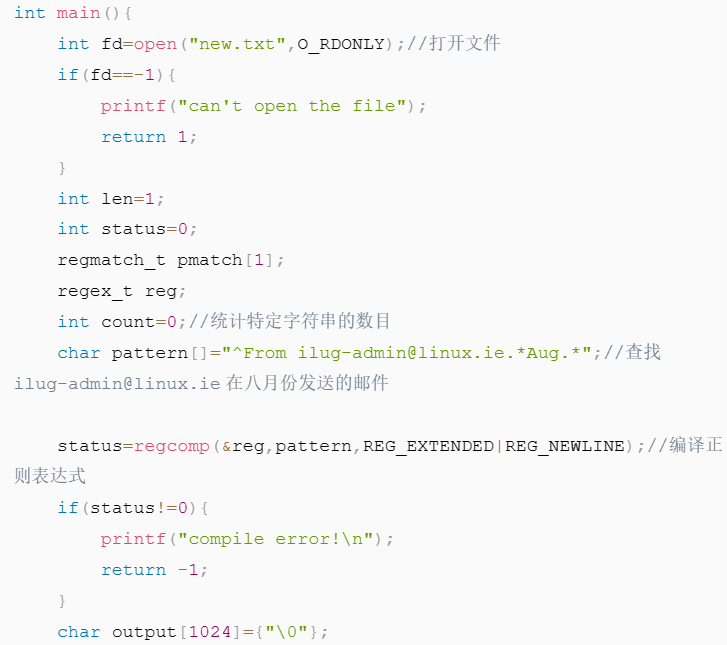 int main(){
    int fd=open("new.txt",O_RDONLY);//打开文件
    if(fd==-1){
        printf("can't open the file");
        return 1;
    }
    int len=1;
    int status=0;
    regmatch_t pmatch[1];
    regex_t reg;
    int count=0;//统计特定字符串的数目
    char pattern[]="^From ilug-admin@linux.ie.*Aug.*";//查找
ilug-admin@linux.ie在八月份发送的邮件
    status=regcomp(&reg,pattern,REG_EXTENDED|REG_NEWLINE);//编译正
则表达式
    if(status!=0){
        printf("compile error!\n");
        return -1;
    }
    char output[1024]={"\0"};